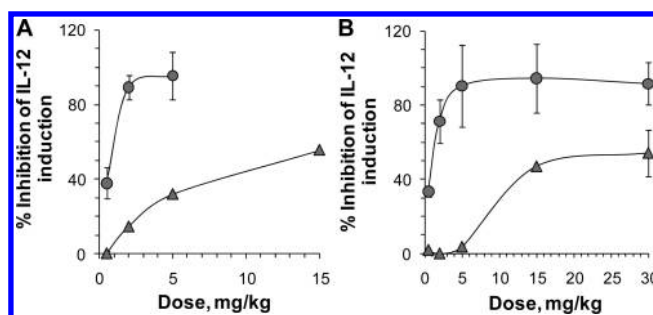 A
% Inhibition of IL-12
induction
120
80
40
0
0
5
10
15
Dose, mg/kg
B
% Inhibition of IL-12
induction
120
80
40
0
0
5
10
15
20
25
30
Dose, mg/kg